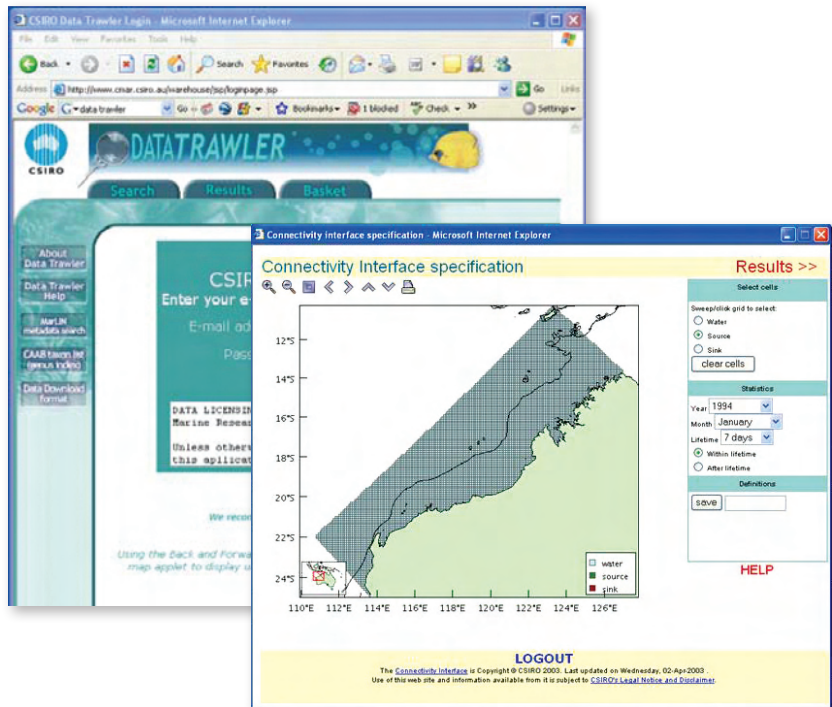 CSIRO Data Trawler Login - Microsoft Internet Explorer
File Edit View Favorites Tools Help
Back Search Favorites
Address http://www.cmar.csiro.au/warehouse/jsp/loginpage.jsp Go Links
Google data trawler Go Bookmarks 1 blocked Check Settings
CSIRO
DATATRAWLER
Search Results Basket
About
Data Trawler
Data Trawler
Help
MarLIN
metadata search
CAAB taxon list
(genus index)
Data Download
format
CSIR
Enter your e-
E-mail ad
Pass
DATA LICENSIN
Marine Resea
Unless otherw
this aplicat
We recor
Using the Back and Forwa
map applet to display u
Connectivity interface specification - Microsoft Internet Explorer
Connectivity Interface specification
Results >>
12°S
14°S
16°S
18°S
20°S
22°S
24°S
110°E 112°E 114°E 116°E 118°E 120°E 122°E 124°E 126°E
water
source
sink
Select cells
Sweep/click grid to select:
Water
Source
Sink
clear cells
Statistics
Year 1994
Month January
Lifetime 7 days
Within lifetime
After lifetime
Definitions
save
HELP
LOGOUT
The Connectivity Interface is Copyright © CSIRO 2003. Last updated on Wednesday, 02-Apr-2003 .
Use of this web site and information available from it is subject to CSIRO's Legal Notice and Disclaimer.